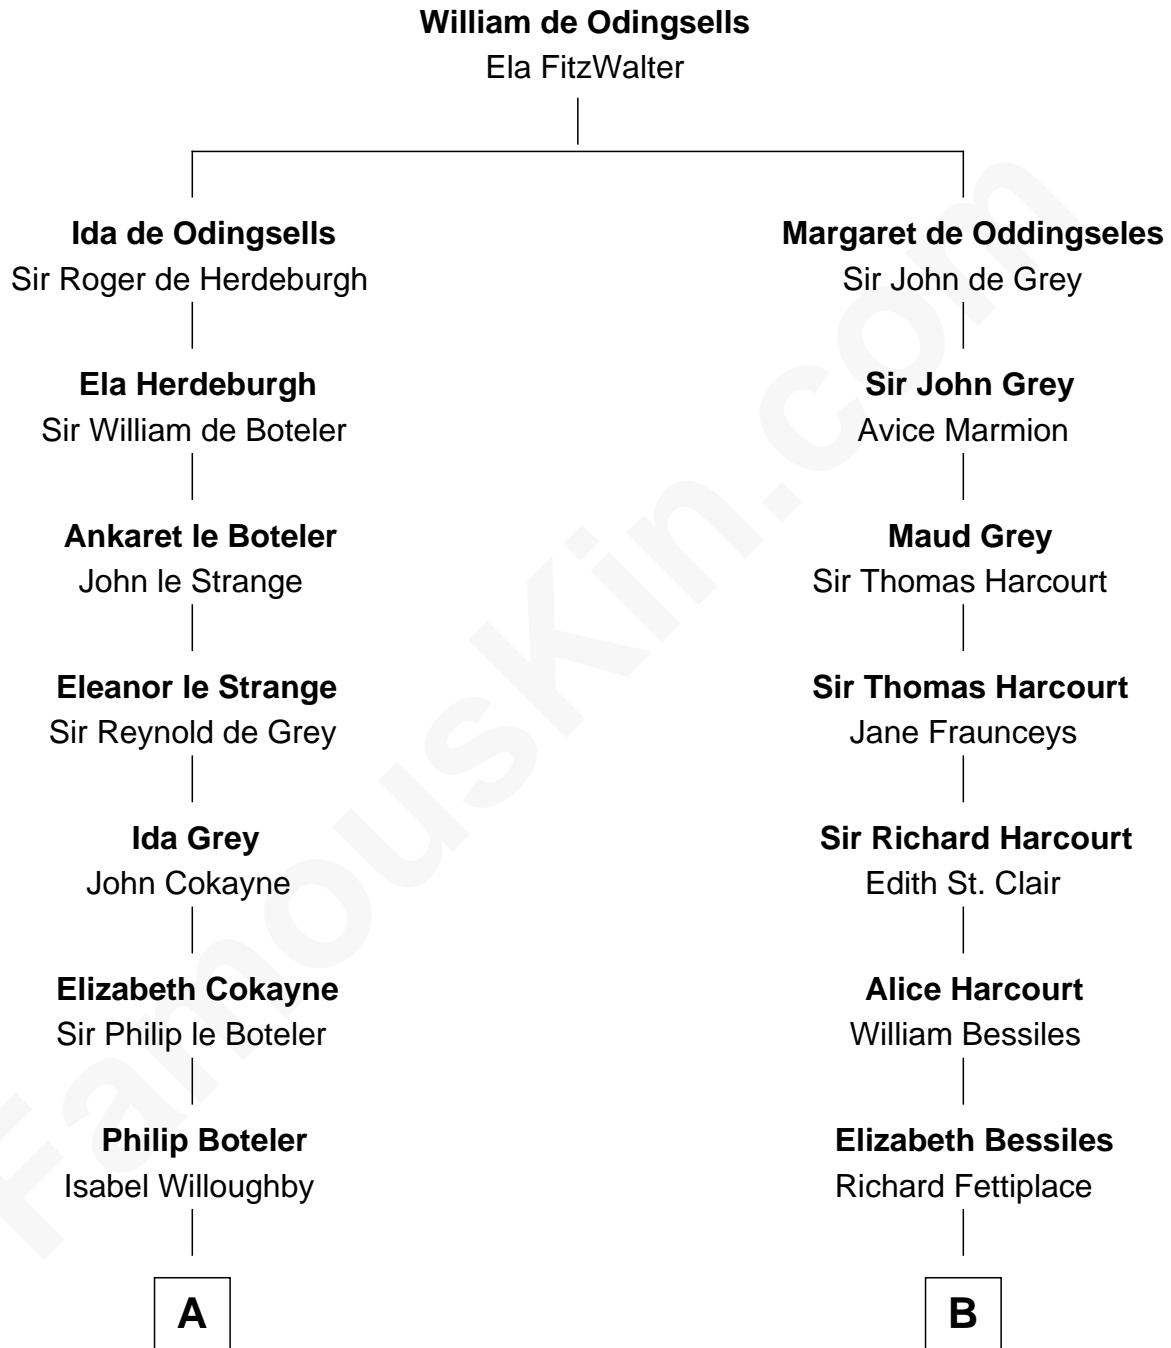 William de Odingsells
Ela FitzWalter
Ida de Odingsells
Sir Roger de Herdeburgh
Ela Herdeburgh
Sir William de Boteler
Ankaret le Boteler
John le Strange
Eleanor le Strange
Sir Reynold de Grey
Ida Grey
John Cokayne
Elizabeth Cokayne
Sir Philip le Boteler
Philip Boteler
Isabel Willoughby
A
Margaret de Oddingseles
Sir John de Grey
Sir John Grey
Avice Marmion
Maud Grey
Sir Thomas Harcourt
Sir Thomas Harcourt
Jane Fraunceys
Sir Richard Harcourt
Edith St. Clair
Alice Harcourt
William Bessiles
Elizabeth Bessiles
Richard Fettiplace
B
FamousKin.com